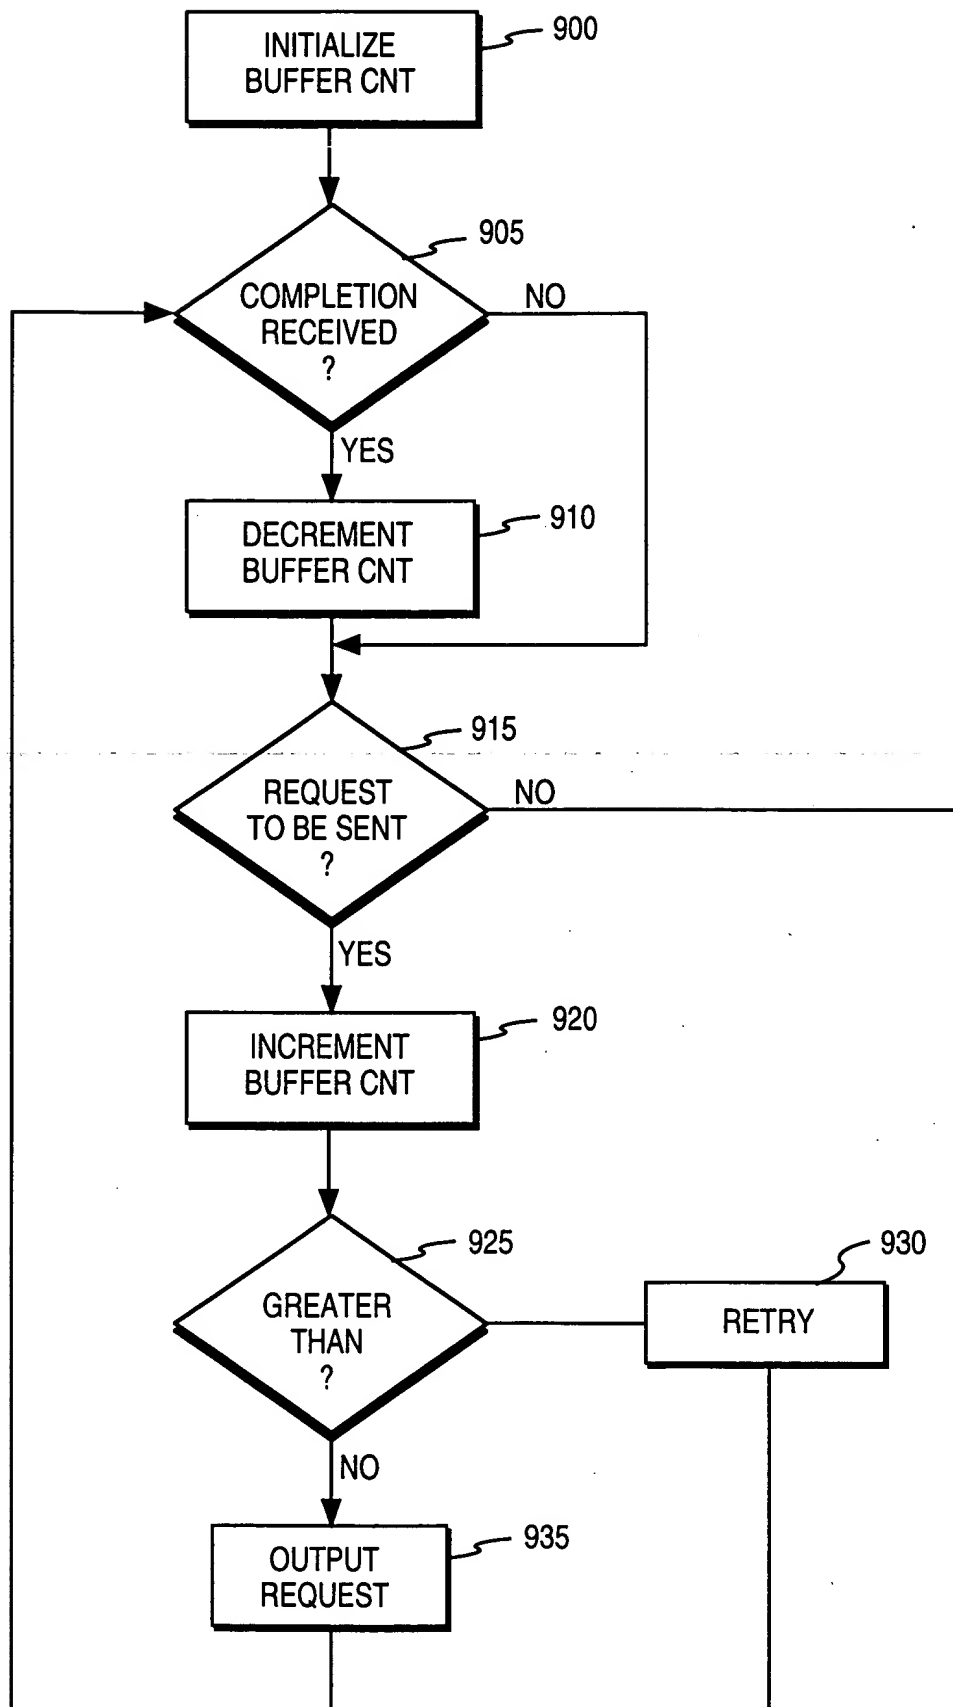 INITIALIZE
BUFFER CNT
900
905
COMPLETION
RECEIVED
?
NO
YES
DECREMENT
BUFFER CNT
910
915
REQUEST
TO BE SENT
?
NO
YES
INCREMENT
BUFFER CNT
920
925
GREATER
THAN
?
930
RETRY
NO
OUTPUT
REQUEST
935